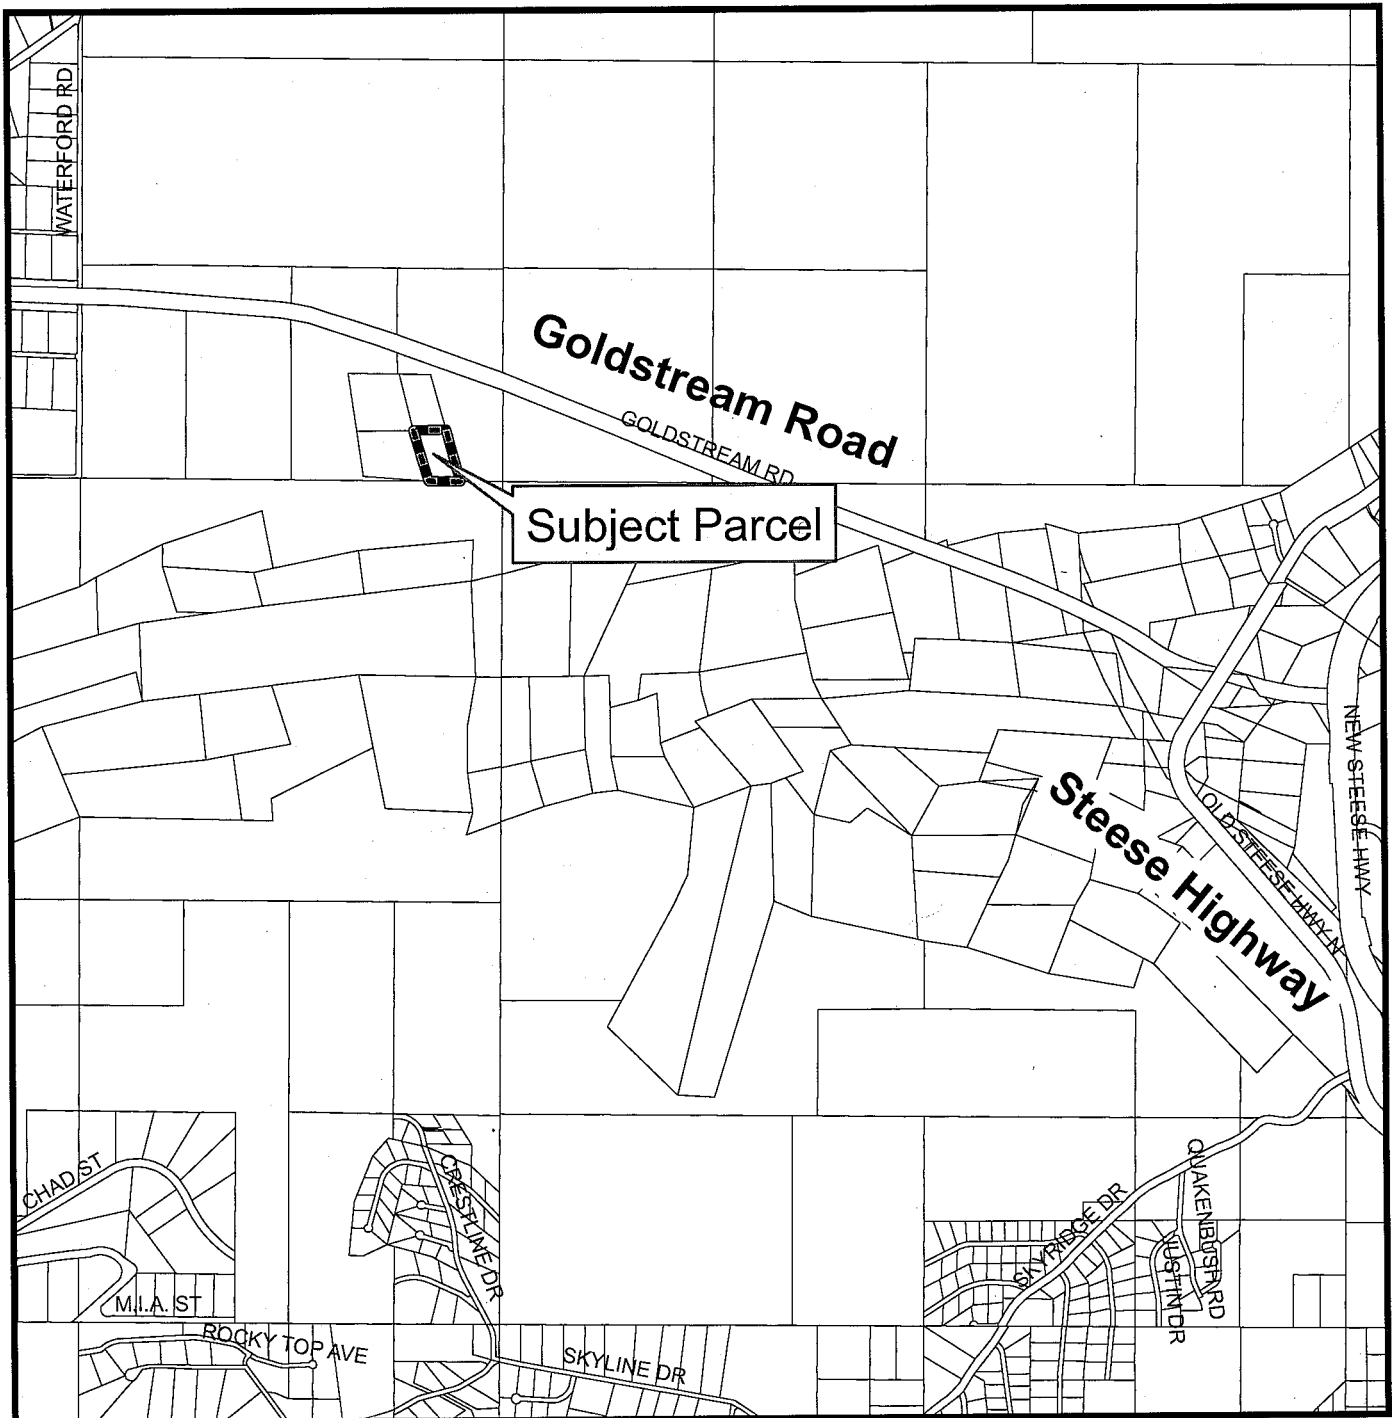 WATERFORD RD
Goldstream Road
GOLDSTREAM RD
Subject Parcel
NEW STEESE HWY
Steese Highway
OLD STEESE HWY N
CHAD ST
CRESTLINE DR
QUAKENBUSH RD
SKYRIDGE DR
JUSTIN DR
M.I.A. ST
ROCKY TOP AVE
SKYLINE DR